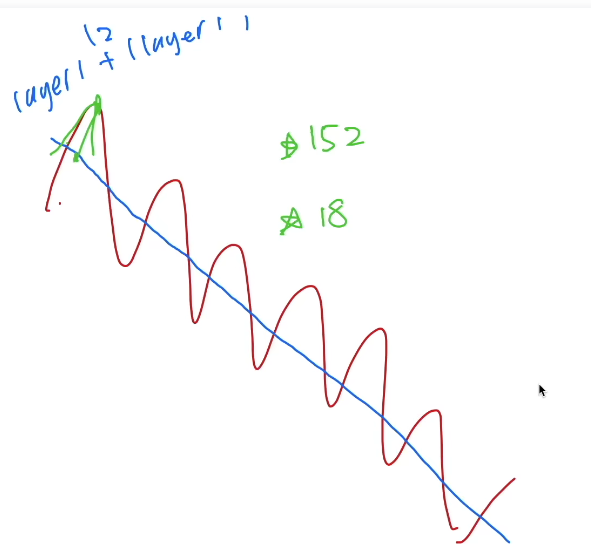 12
layer1 + (layer11)
☆ 152
☆ 18